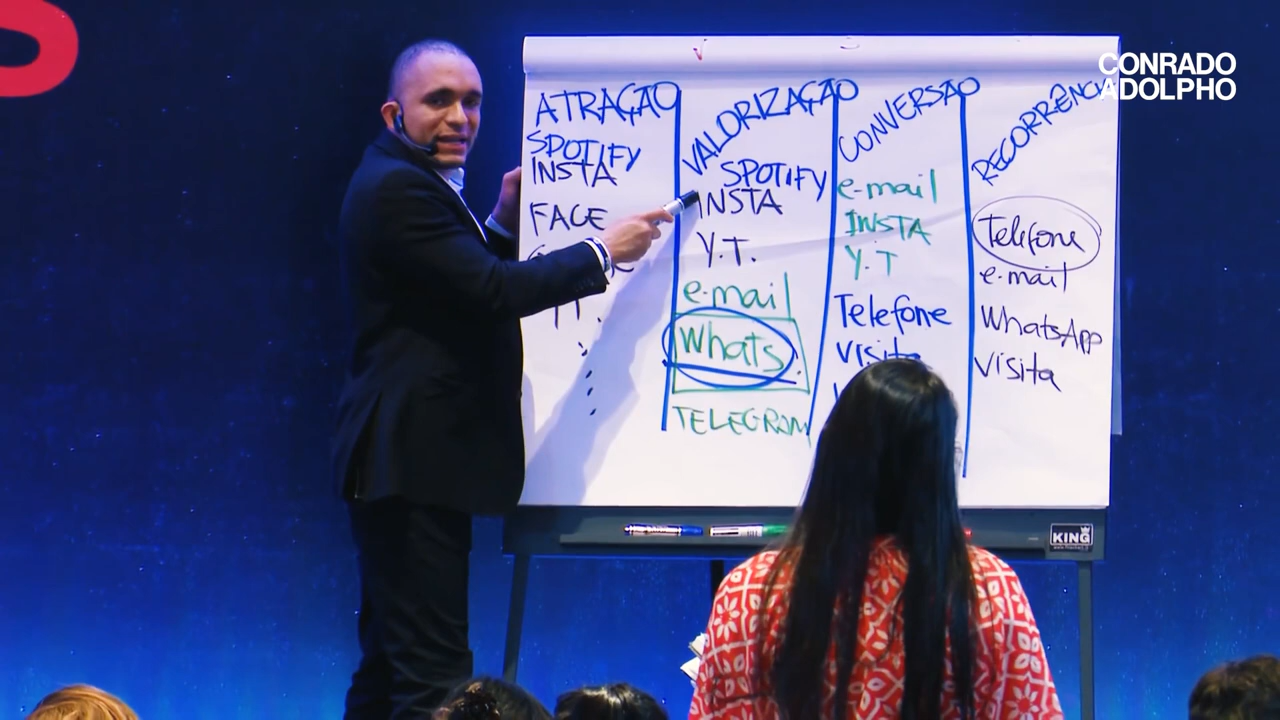 S
CONRADO
ADOLPHO
ATRAÇÃO
SPOTIFY
INSTA
FACE
VALORIZAÇÃO
SPOTIFY
INSTA
Y.T.
e-mail
Whats
TELEGRAM
CONVERSÃO
e-mail
INSTA
Y.T
Telefone
visita
Telefone
e-mail
WhatsApp
visita
KING